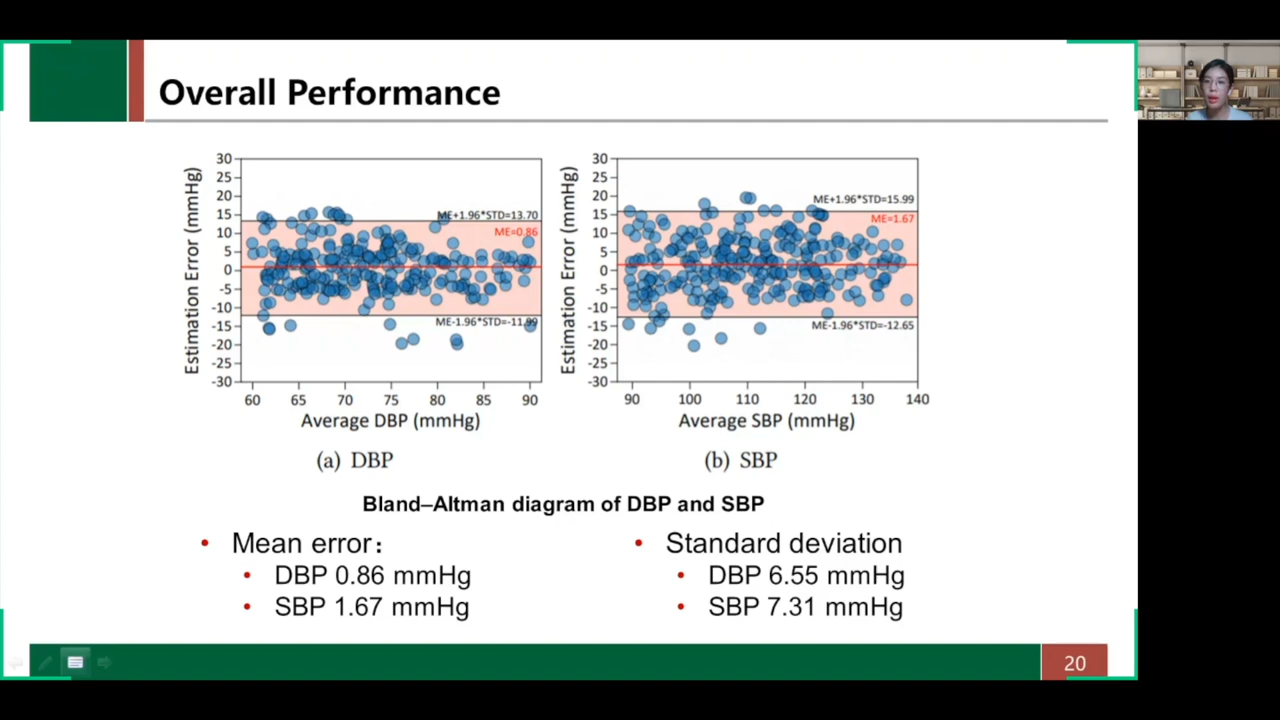 Overall Performance
30
25
20
15
10
5
0
-5
-10
-15
-20
-25
-30
Estimation Error (mmHg)
ME+1.96*STD=13.70
ME=0.86
ME-1.96*STD=-11.99
60 65 70 75 80 85 90
Average DBP (mmHg)
(a) DBP
30
25
20
15
10
5
0
-5
-10
-15
-20
-25
-30
Estimation Error (mmHg)
ME+1.96*STD=15.99
ME=1.67
ME-1.96*STD=-12.65
90 100 110 120 130 140
Average SBP (mmHg)
(b) SBP
Bland–Altman diagram of DBP and SBP
• Mean error：
• DBP 0.86 mmHg
• SBP 1.67 mmHg
• Standard deviation
• DBP 6.55 mmHg
• SBP 7.31 mmHg
20